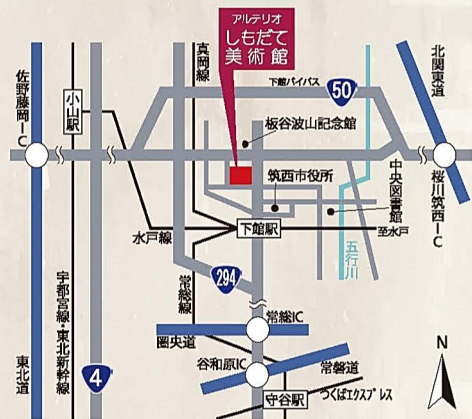 アルテリオ
しもだて
美術館
真岡線
北関東道
佐野藤岡IC
小山駅
下館バイパス
50
板谷波山記念館
筑西市役所
中央図書館
桜川筑西IC
水戸線
下館駅
至水戸
五行川
宇都宮線・東北新幹線
常総線
294
常総IC
圏央道
東北道
4
谷和原IC
常磐道
つくばエクスプレス
守谷駅
N